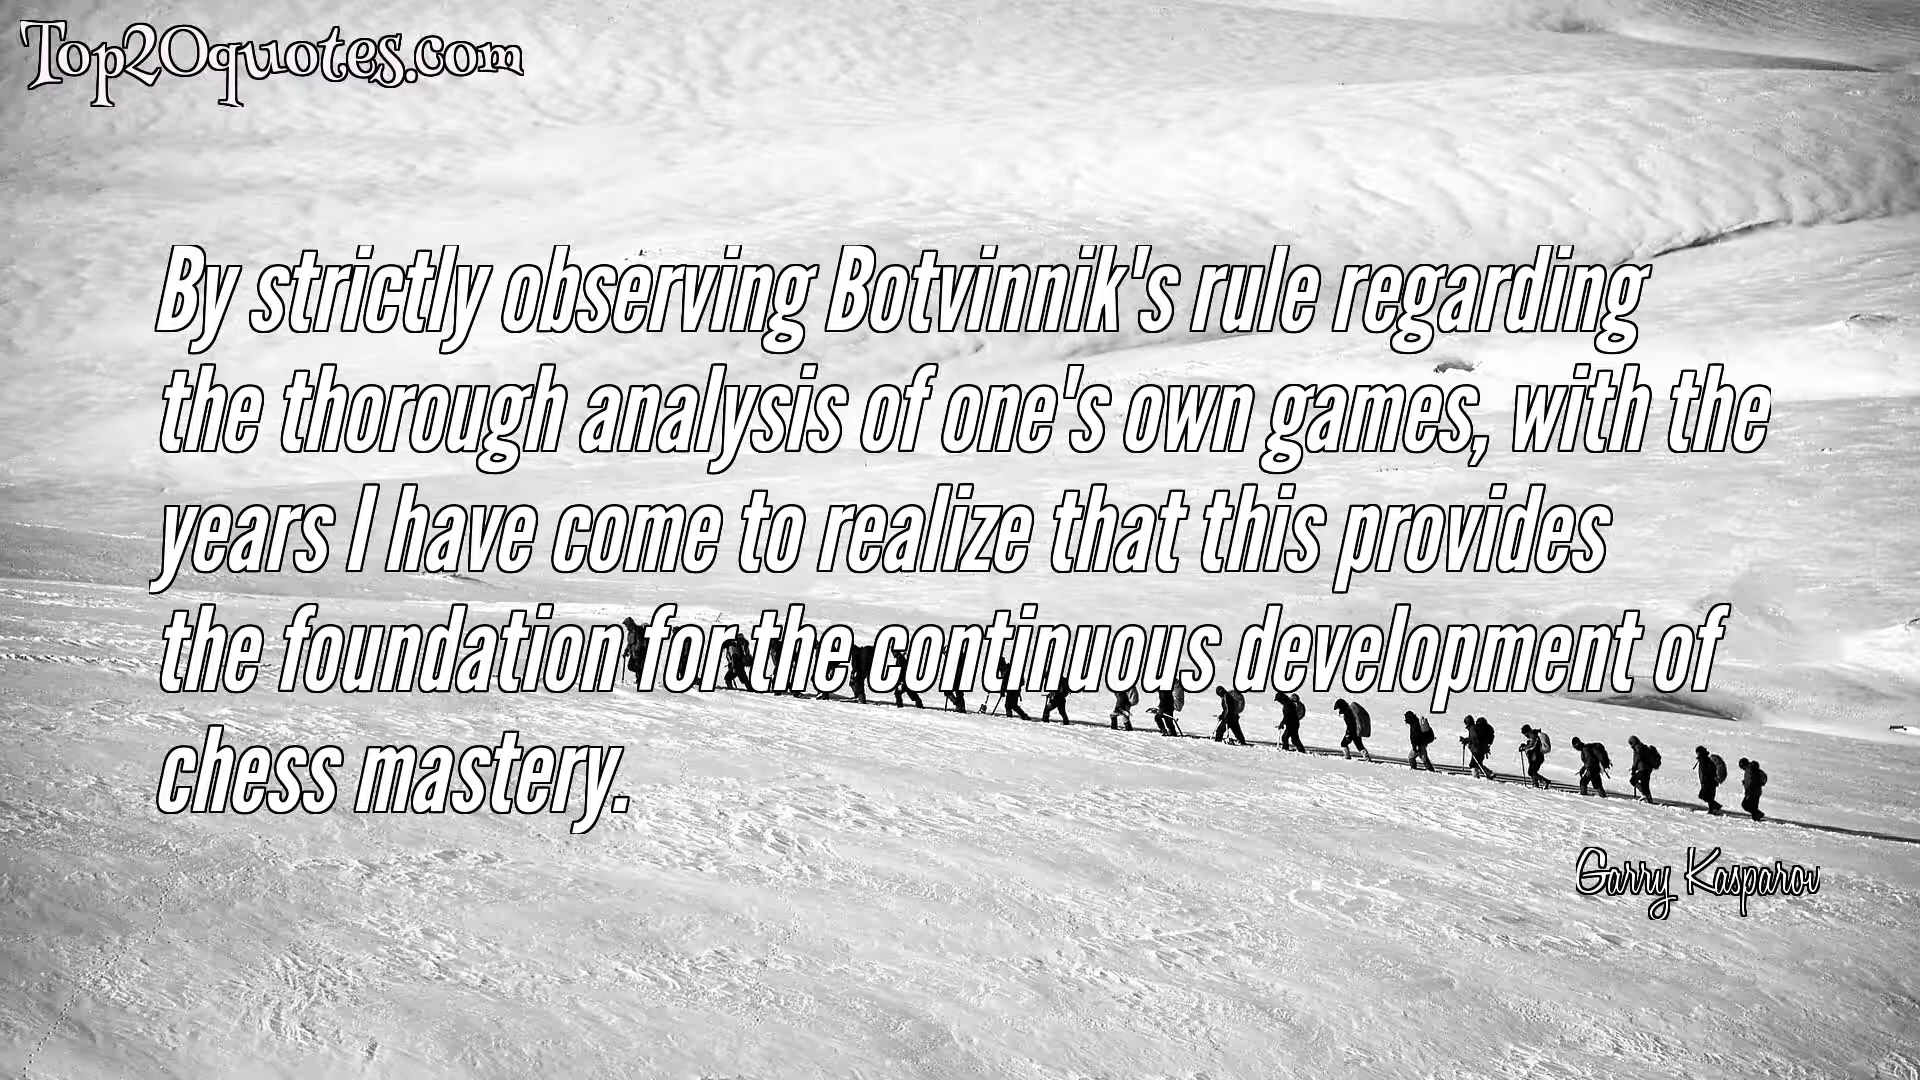 Top20quotes.com
By strictly observing Botvinnik's rule regarding
the thorough analysis of one's own games, with the
years I have come to realize that this provides
the foundation for the continuous development of
chess mastery.
Garry Kasparov